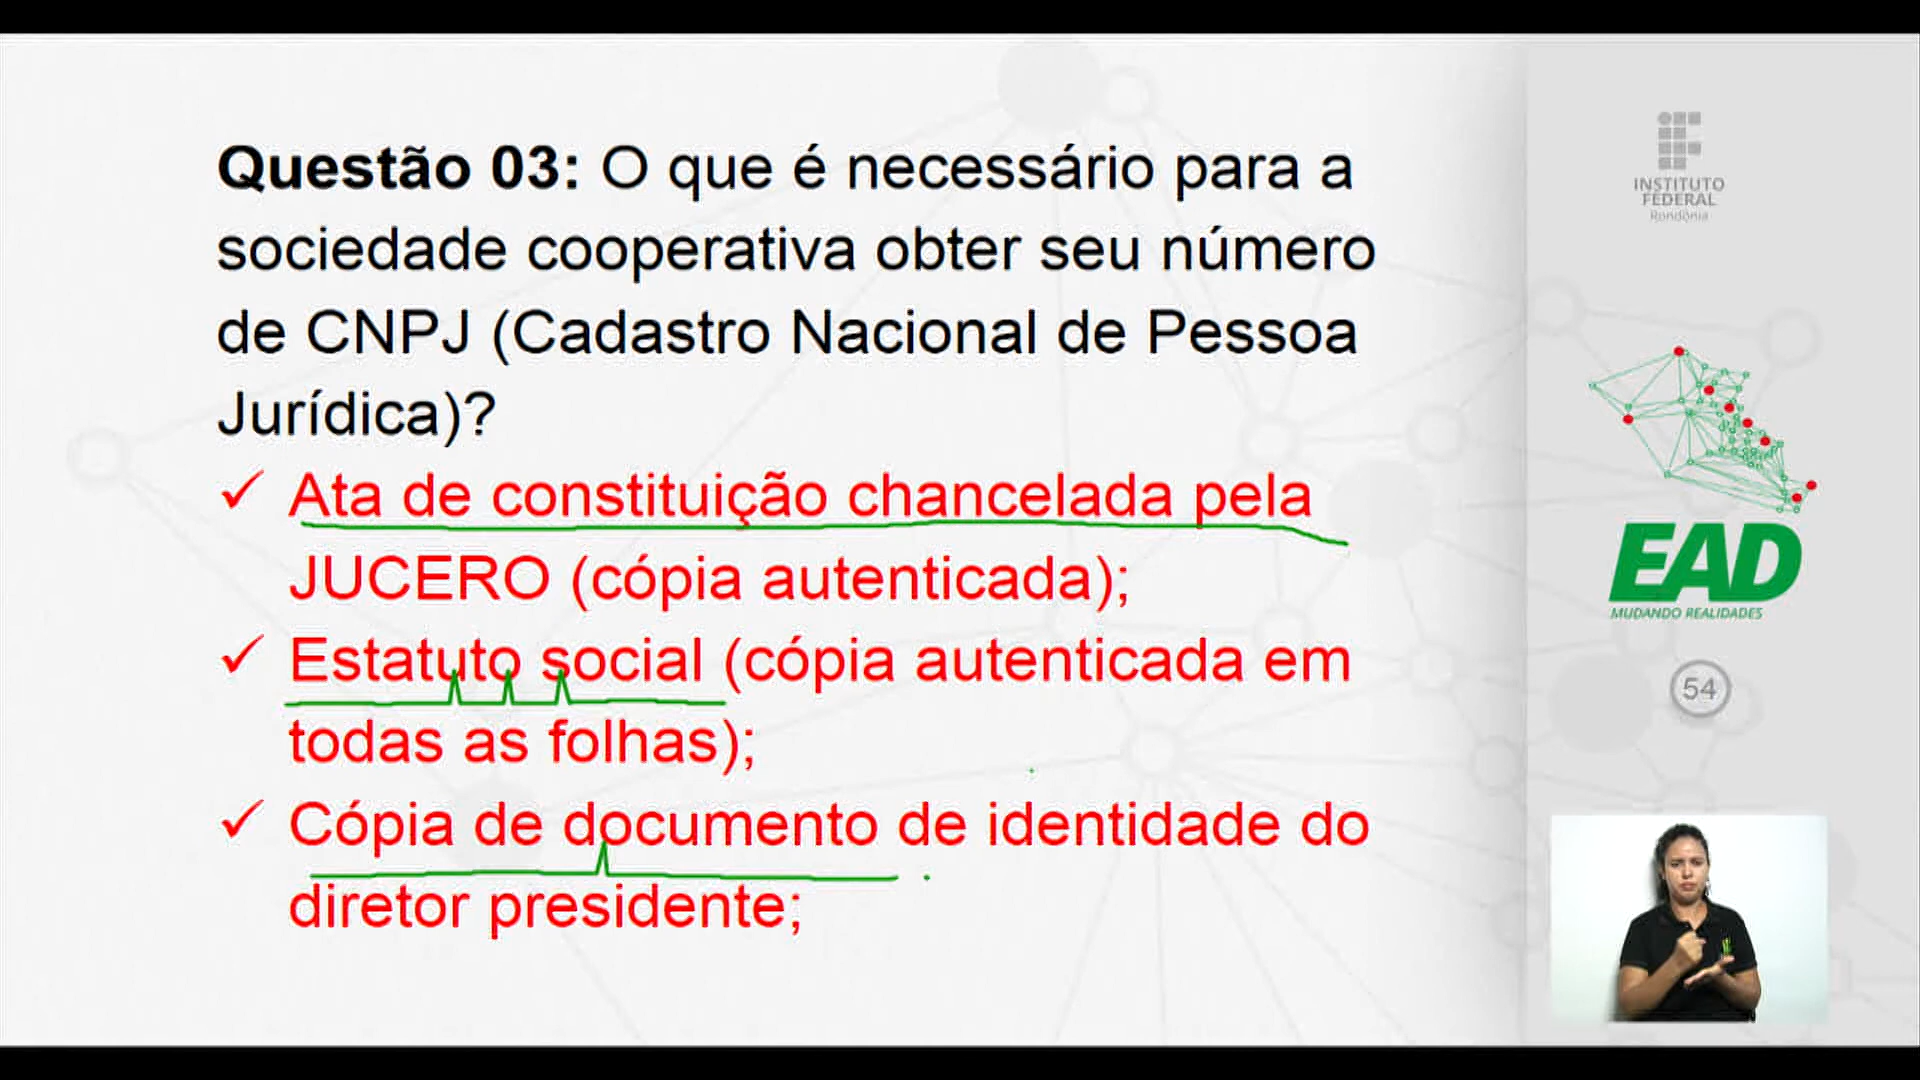 Questão 03: O que é necessário para a
sociedade cooperativa obter seu número
de CNPJ (Cadastro Nacional de Pessoa
Jurídica)?
✓ Ata de constituição chancelada pela
JUCERO (cópia autenticada);
✓ Estatuto social (cópia autenticada em
todas as folhas);
✓ Cópia de documento de identidade do
diretor presidente;
INSTITUTO
FEDERAL
Rondônia
EAD
MUDANDO REALIDADES
54